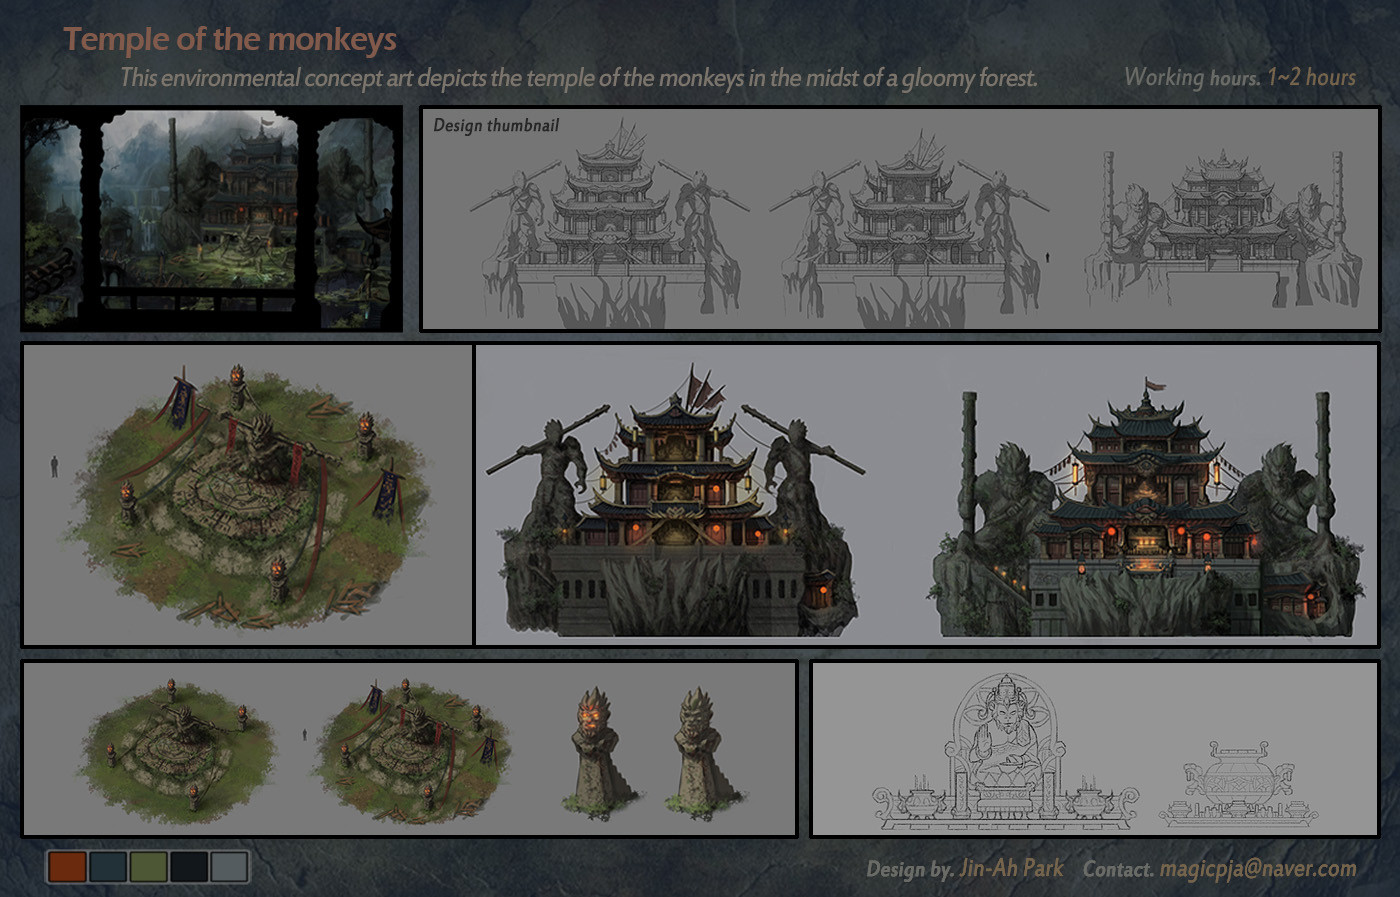 Temple of the monkeys
This environmental concept art depicts the temple of the monkeys in the midst of a gloomy forest.
Working hours. 1~2 hours
Design thumbnail
Design by. Jin-Ah Park Contact. magicpja@naver.com